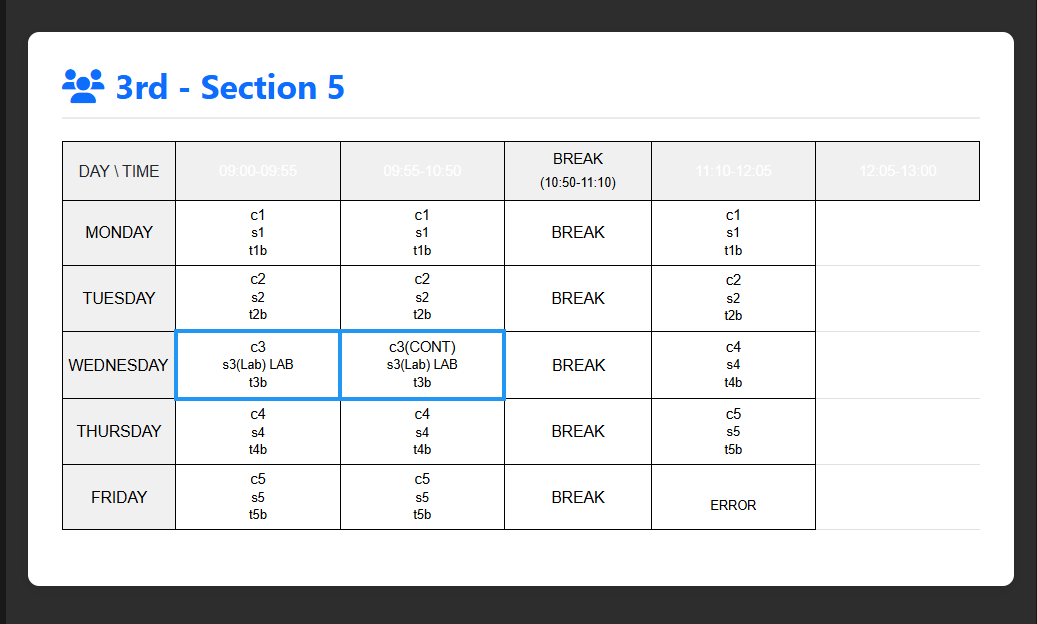 3rd - Section 5
DAY \ TIME
09:00-09:55
09:55-10:50
BREAK
(10:50-11:10)
11:10-12:05
12:05-13:00
MONDAY
c1
s1
t1b
c1
s1
t1b
BREAK
c1
s1
t1b
TUESDAY
c2
s2
t2b
c2
s2
t2b
BREAK
c2
s2
t2b
WEDNESDAY
c3
s3(Lab) LAB
t3b
c3(CONT)
s3(Lab) LAB
t3b
BREAK
c4
s4
t4b
THURSDAY
c4
s4
t4b
c4
s4
t4b
BREAK
c5
s5
t5b
FRIDAY
c5
s5
t5b
c5
s5
t5b
BREAK
ERROR